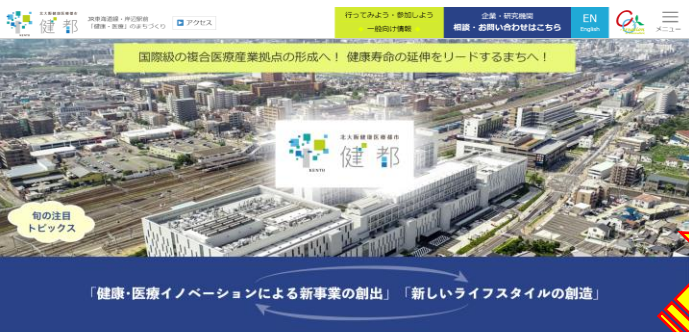 北大阪健康医療都市
健都
KENTO
JR東海道線・岸辺駅前
「健康・医療」のまちづくり
アクセス
行ってみよう・参加しよう
一般向け情報
企業・研究機関
相談・お問い合わせはこちら
EN
English
メニュー
国際級の複合医療産業拠点の形成へ！ 健康寿命の延伸をリードするまちへ！
北大阪健康医療都市
健都
KENTO
旬の注目
トピックス
「健康・医療イノベーションによる新事業の創出」「新しいライフスタイルの創造」